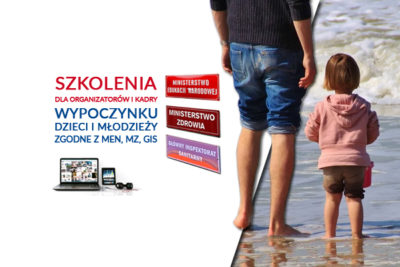 SZKOLENIA
DLA ORGANIZATORÓW I KADRY
WYPOCZYNKU
DZIECI I MŁODZIEŻY
ZGODNE Z MEN, MZ, GIS
MINISTERSTWO
EDUKACJI NARODOWEJ
MINISTERSTWO
ZDROWIA
GŁÓWNY INSPEKTORAT
SANITARNY